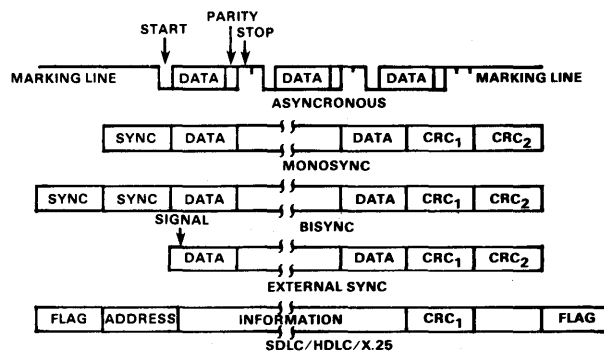 PARITY
START STOP
MARKING LINE DATA DATA DATA MARKING LINE
ASYNCRONOUS
SYNC DATA DATA CRC1 CRC2
MONOSYNC
SYNC SYNC DATA DATA CRC1 CRC2
BISYNC
SIGNAL
DATA DATA CRC1 CRC2
EXTERNAL SYNC
FLAG ADDRESS INFORMATION CRC1 FLAG
SDLC/HDLC/X.25